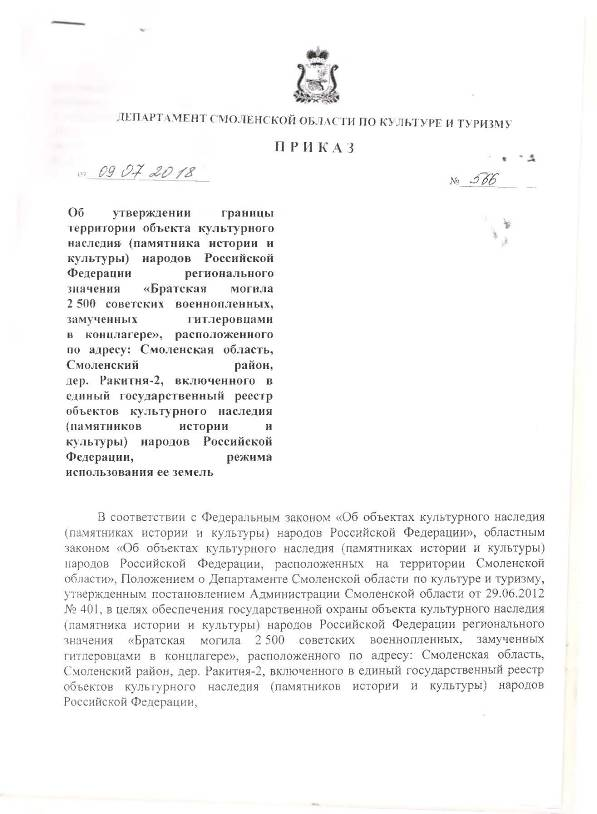 ДЕПАРТАМЕНТ СМОЛЕНСКОЙ ОБЛАСТИ ПО КУЛЬТУРЕ И ТУРИЗМУ
ПРИКАЗ
от 09.07.2018
№ 566
Об утверждении границы
территории объекта культурного
наследия (памятника истории и
культуры) народов Российской
Федерации регионального
значения «Братская могила
2 500 советских военнопленных,
замученных гитлеровцами
в концлагере», расположенного
по адресу: Смоленская область,
Смоленский район,
дер. Ракитня-2, включенного в
единый государственный реестр
объектов культурного наследия
(памятников истории и
культуры) народов Российской
Федерации, режима
использования ее земель
В соответствии с Федеральным законом «Об объектах культурного наследия
(памятниках истории и культуры) народов Российской Федерации», областным
законом «Об объектах культурного наследия (памятниках истории и культуры)
народов Российской Федерации, расположенных на территории Смоленской
области», Положением о Департаменте Смоленской области по культуре и туризму,
утвержденным постановлением Администрации Смоленской области от 29.06.2012
№ 401, в целях обеспечения государственной охраны объекта культурного наследия
(памятника истории и культуры) народов Российской Федерации регионального
значения «Братская могила 2 500 советских военнопленных, замученных
гитлеровцами в концлагере», расположенного по адресу: Смоленская область,
Смоленский район, дер. Ракитня-2, включенного в единый государственный реестр
объектов культурного наследия (памятников истории и культуры) народов
Российской Федерации,